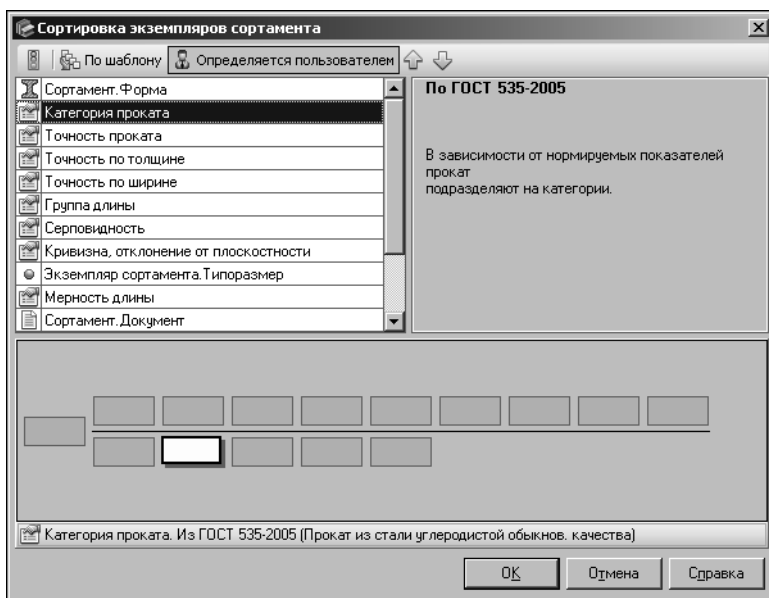 Сортировка экземпляров сортамента
По шаблону Определяется пользователем
Сортамент.Форма
Категория проката
Точность проката
Точность по толщине
Точность по ширине
Группа длины
Серповидность
Кривизна, отклонение от плоскостности
Экземпляр сортамента.Типоразмер
Мерность длины
Сортамент.Документ
По ГОСТ 535-2005
В зависимости от нормируемых показателей
прокат
подразделяют на категории.
Категория проката. Из ГОСТ 535-2005 (Прокат из стали углеродистой обыкнов. качества)
OK Отмена Справка